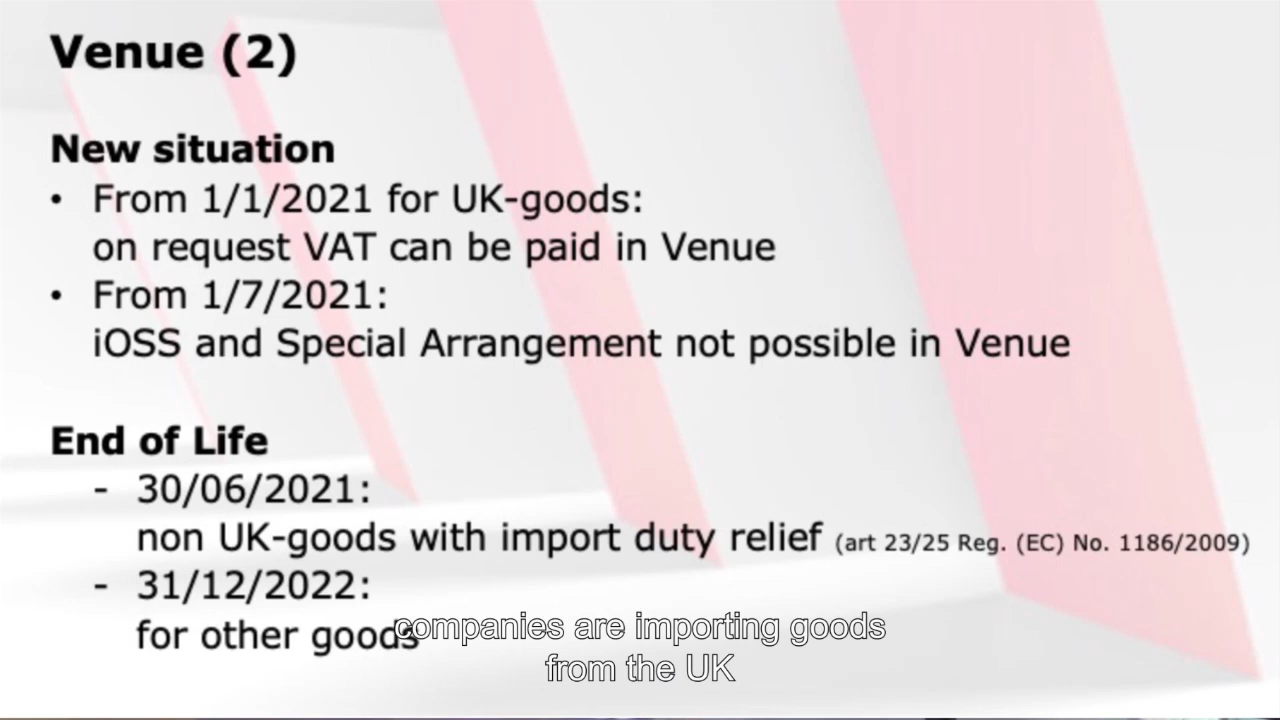 Venue (2)
New situation
• From 1/1/2021 for UK-goods:
on request VAT can be paid in Venue
• From 1/7/2021:
iOSS and Special Arrangement not possible in Venue
End of Life
- 30/06/2021:
non UK-goods with import duty relief (art 23/25 Reg. (EC) No. 1186/2009)
- 31/12/2022:
for other goods
companies are importing goods
from the UK